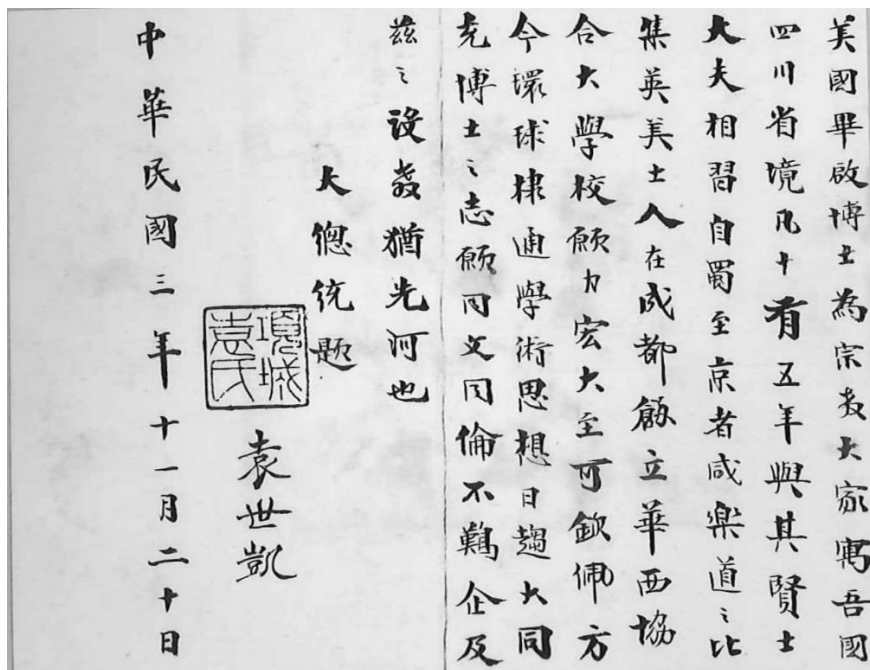 美國畢啟博士為宗教大家寓吾國
四川省境凡十有五年與其賢士
大夫相習自蜀至京者咸樂道之比
集英美士人在成都創立華西協
合大學校願力宏大至可欽佩方
今環球棣通學術思想日趨大同
充博士之志願同文同倫不難企及
茲之設教猶先河也
大總統題
項城袁氏
袁世凱
中華民國三年十一月二十日